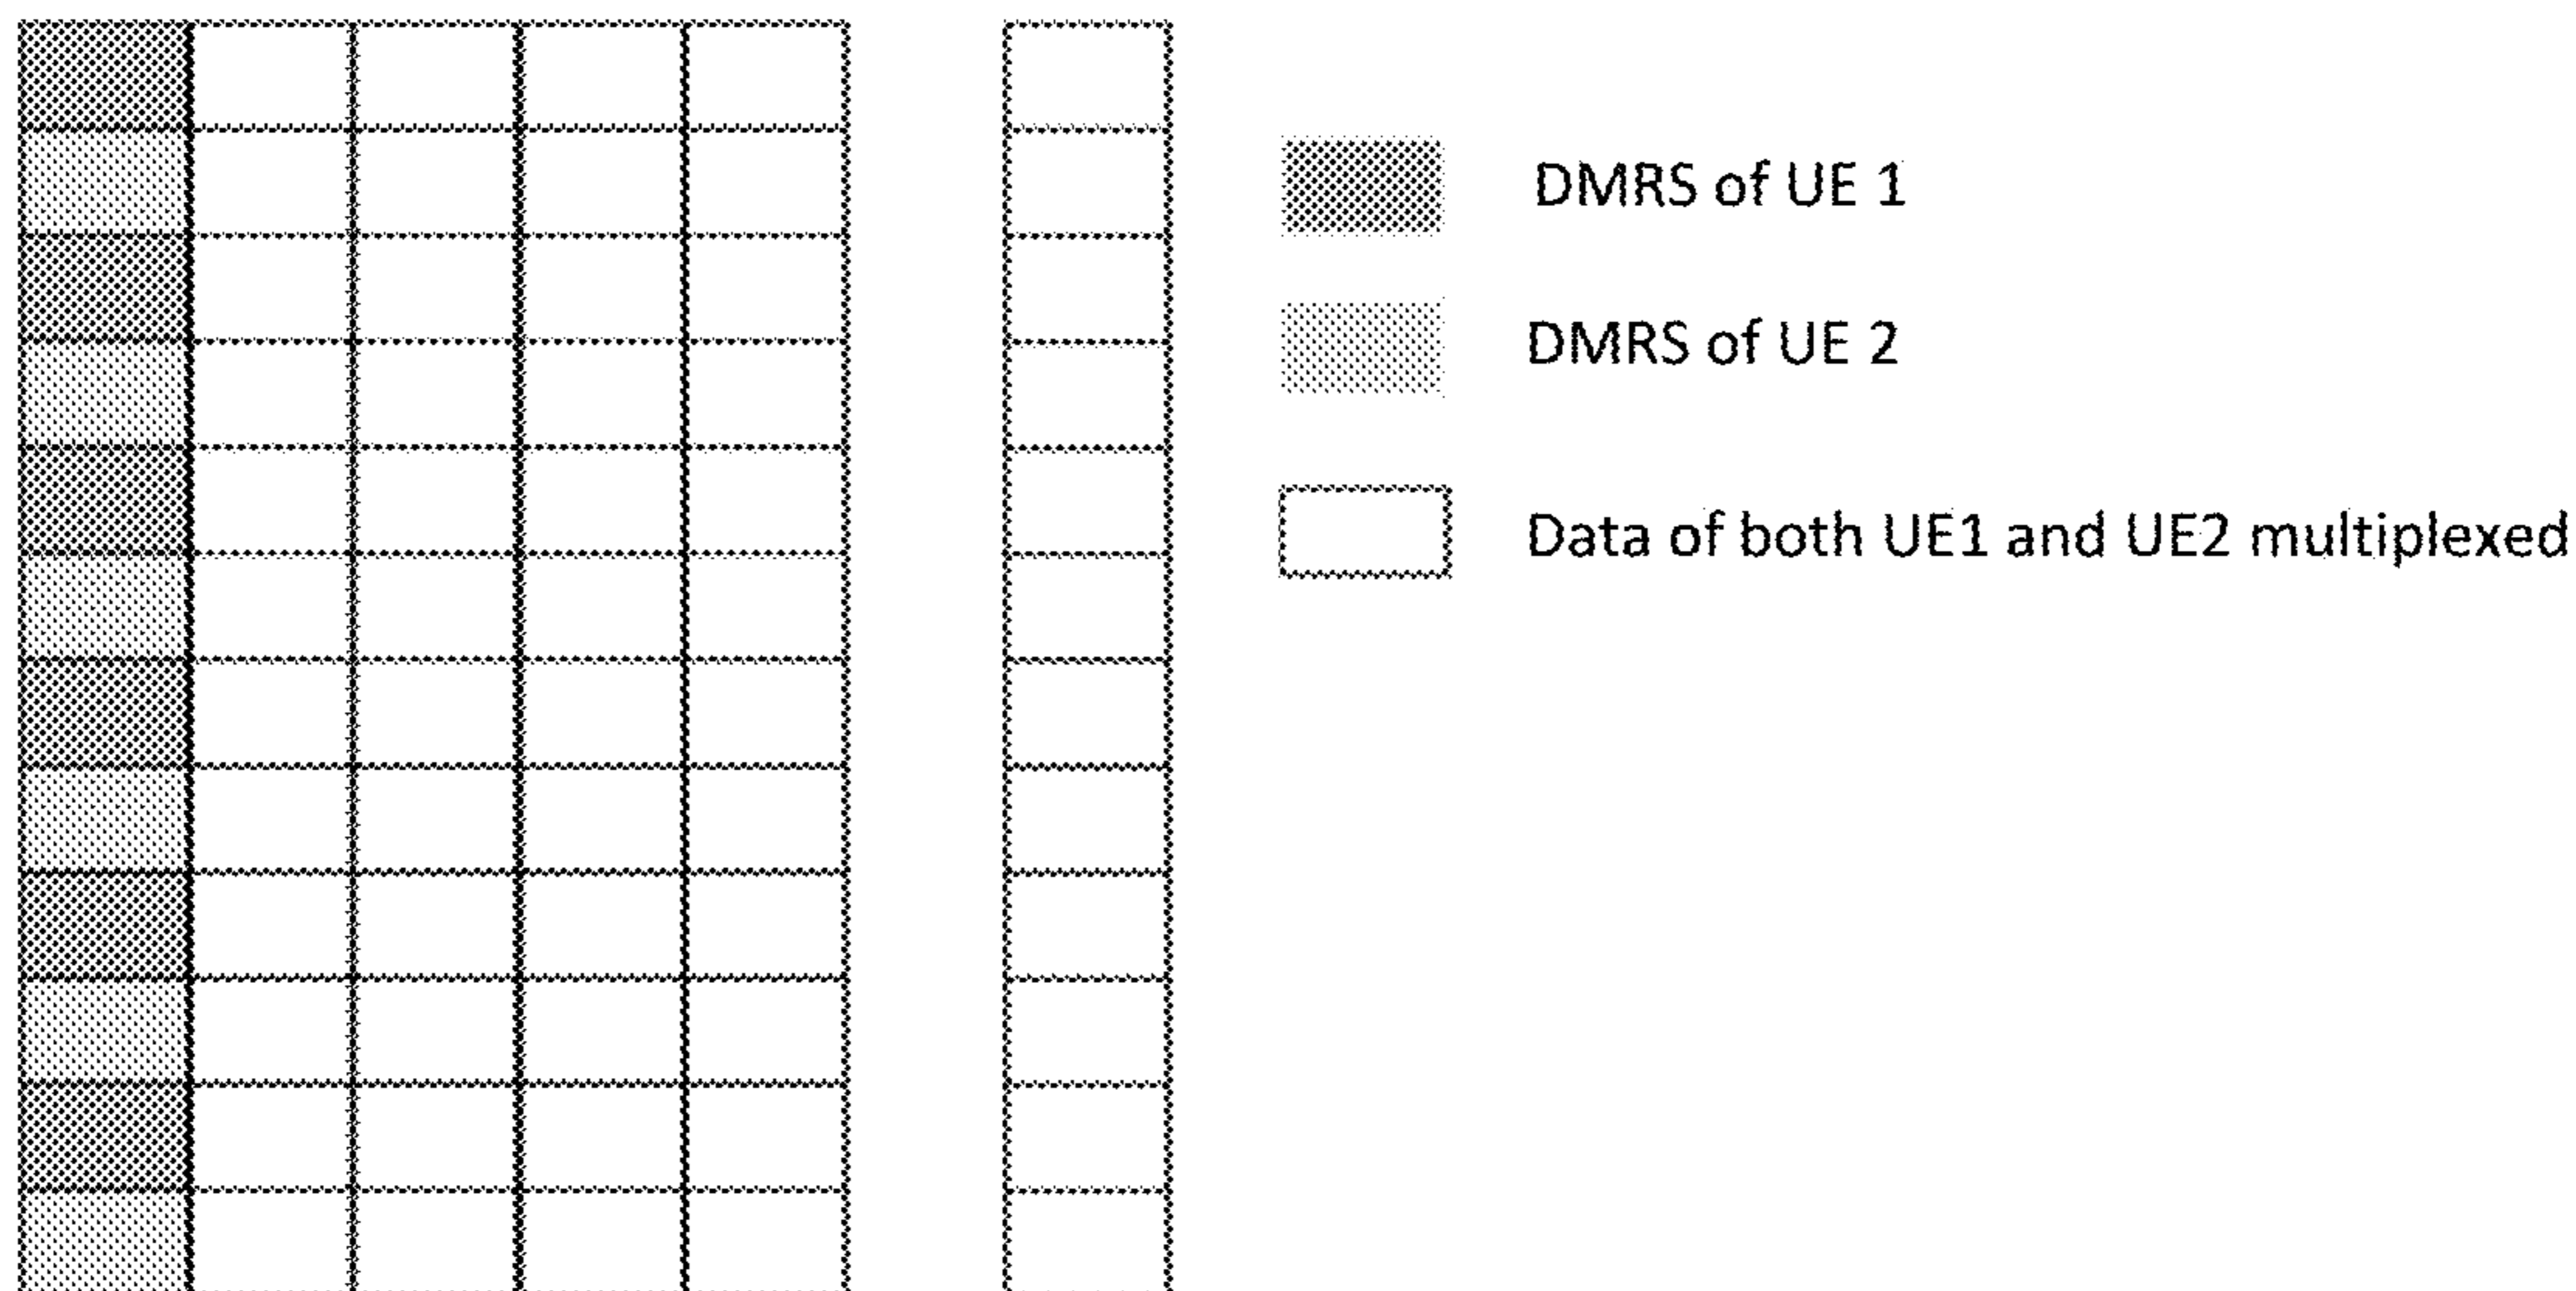 DMRS of UE 1
DMRS of UE 2
Data of both UE1 and UE2 multiplexed